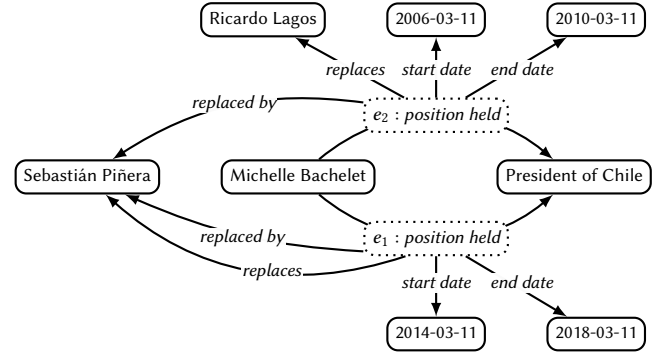 Ricardo Lagos
2006-03-11
2010-03-11
replaces
start date
end date
replaced by
e₂ : position held
Sebastián Piñera
Michelle Bachelet
President of Chile
replaced by
e₁ : position held
replaces
start date
end date
2014-03-11
2018-03-11